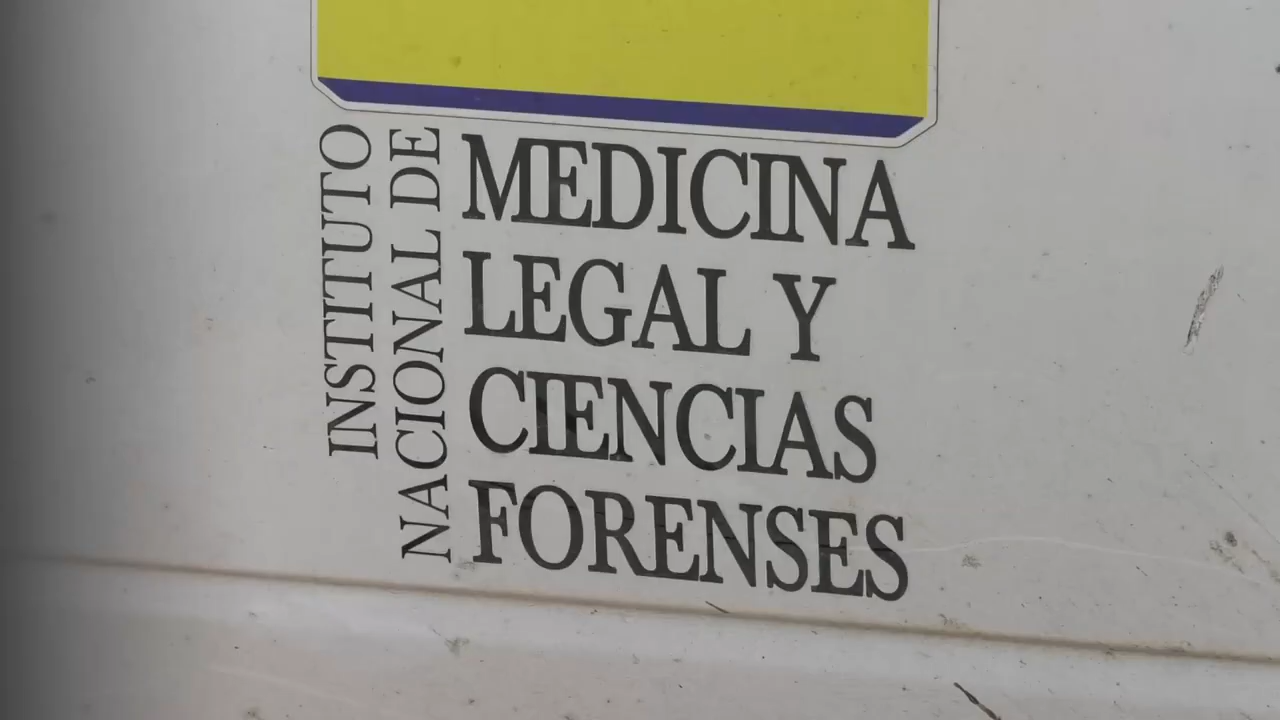 INSTITUTO
NACIONAL DE
MEDICINA
LEGAL Y
CIENCIAS
FORENSES